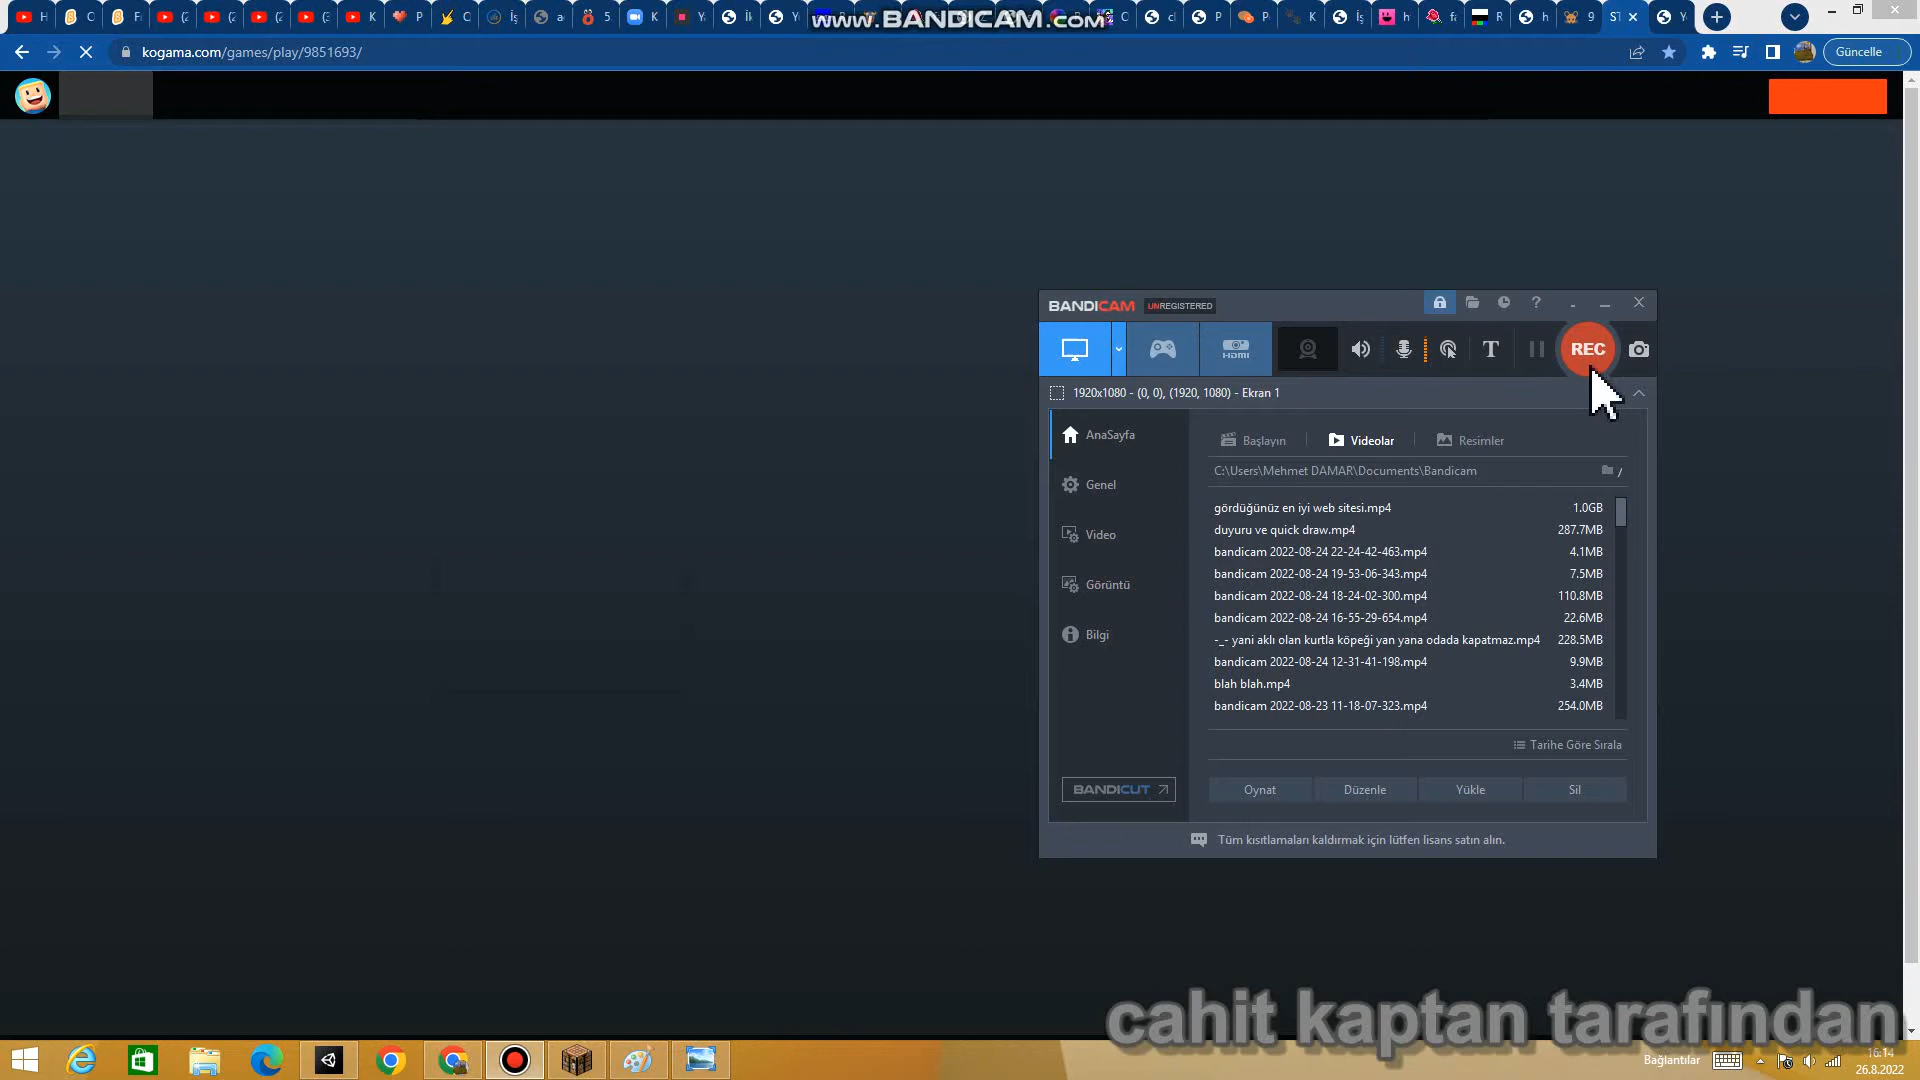 www.BANDICAM.com
kogama.com/games/play/9851693/
Güncelle
BANDICAM UNREGISTERED
HDMI
T
REC
1920x1080 - (0, 0), (1920, 1080) - Ekran 1
AnaSayfa
Genel
Video
Görüntü
Bilgi
BANDICUT
Başlayın
Videolar
Resimler
C:\Users\Mehmet DAMAR\Documents\Bandicam
gördüğünüz en iyi web sitesi.mp4 1.0GB
duyuru ve quick draw.mp4 287.7MB
bandicam 2022-08-24 22-24-42-463.mp4 4.1MB
bandicam 2022-08-24 19-53-06-343.mp4 7.5MB
bandicam 2022-08-24 18-24-02-300.mp4 110.8MB
bandicam 2022-08-24 16-55-29-654.mp4 22.6MB
-_- yani aklı olan kurtla köpeği yan yana odada kapatmaz.mp4 228.5MB
bandicam 2022-08-24 12-31-41-198.mp4 9.9MB
blah blah.mp4 3.4MB
bandicam 2022-08-23 11-18-07-323.mp4 254.0MB
Tarihe Göre Sırala
Oynat Düzenle Yükle Sil
Tüm kısıtlamaları kaldırmak için lütfen lisans satın alın.
cahit kaptan tarafından
Bağlantılar
16:14
26.8.2022